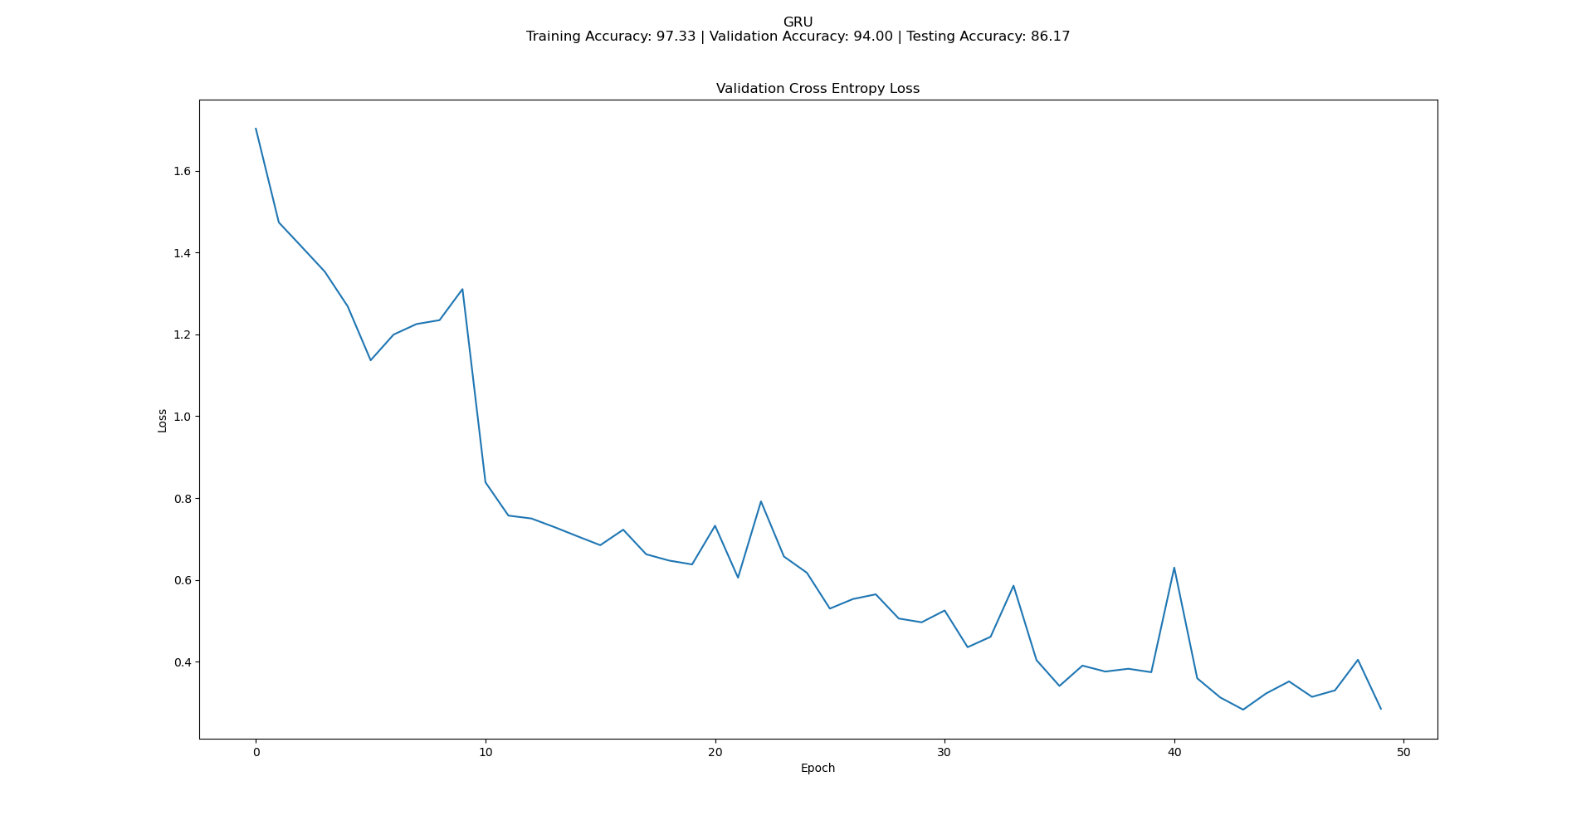 GRU
Training Accuracy: 97.33 | Validation Accuracy: 94.00 | Testing Accuracy: 86.17
Validation Cross Entropy Loss
1.6
1.4
1.2
1.0
0.8
0.6
0.4
Loss
0 10 20 30 40 50
Epoch